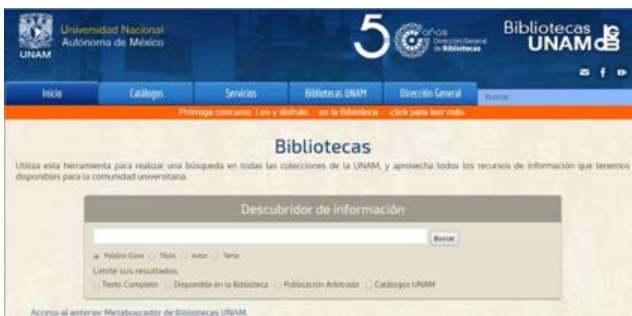 Universidad Nacional
Autónoma de México
UNAM
50 años
Dirección General
de Bibliotecas
Bibliotecas
UNAM
Inicio
Catálogos
Servicios
Bibliotecas UNAM
Dirección General
Buscar...
Prórroga concurso: Leo y disfruto... en la Biblioteca - -click para leer más-
Bibliotecas
Utiliza esta herramienta para realizar una búsqueda en todas las colecciones de la UNAM, y aprovecha todos los recursos de información que tenemos
disponibles para la comunidad universitaria.
Descubridor de información
Buscar
Palabra Clave Título Autor Tema
Limite sus resultados
Texto Completo Disponible en la Biblioteca Publicación Arbitrada Catálogos UNAM
Acceso al anterior Metabuscador de Bibliotecas UNAM